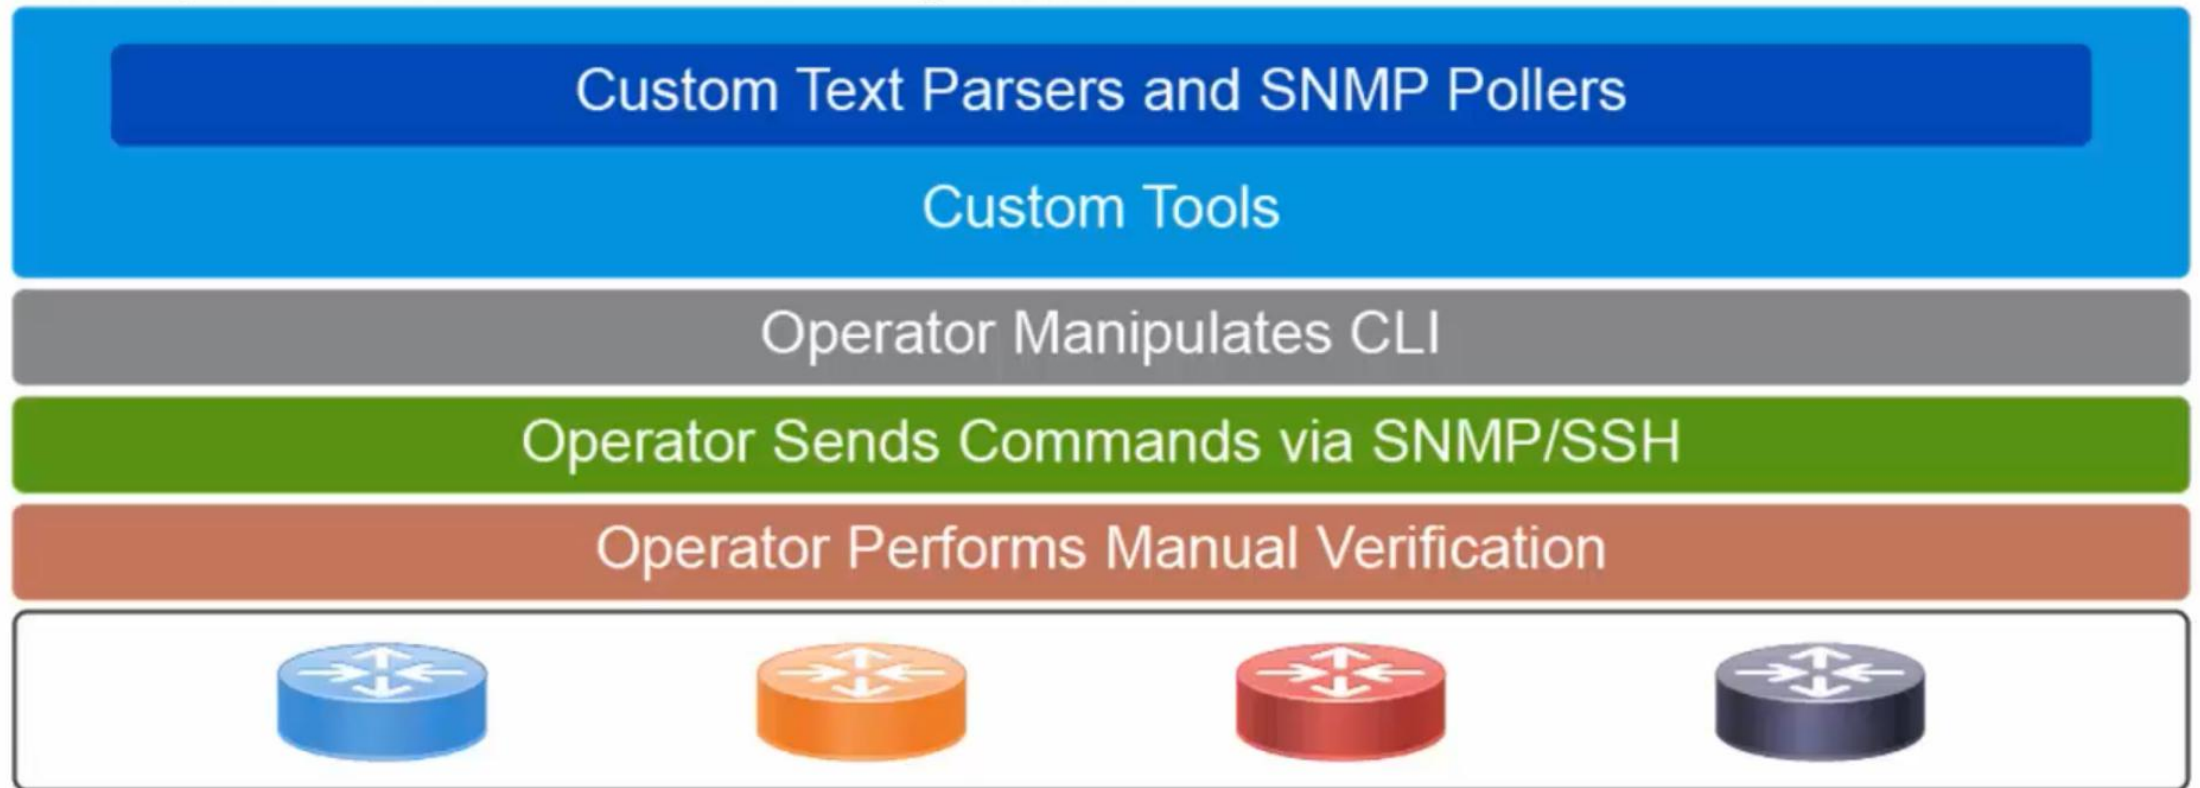 Custom Text Parsers and SNMP Pollers
Custom Tools
Operator Manipulates CLI
Operator Sends Commands via SNMP/SSH
Operator Performs Manual Verification